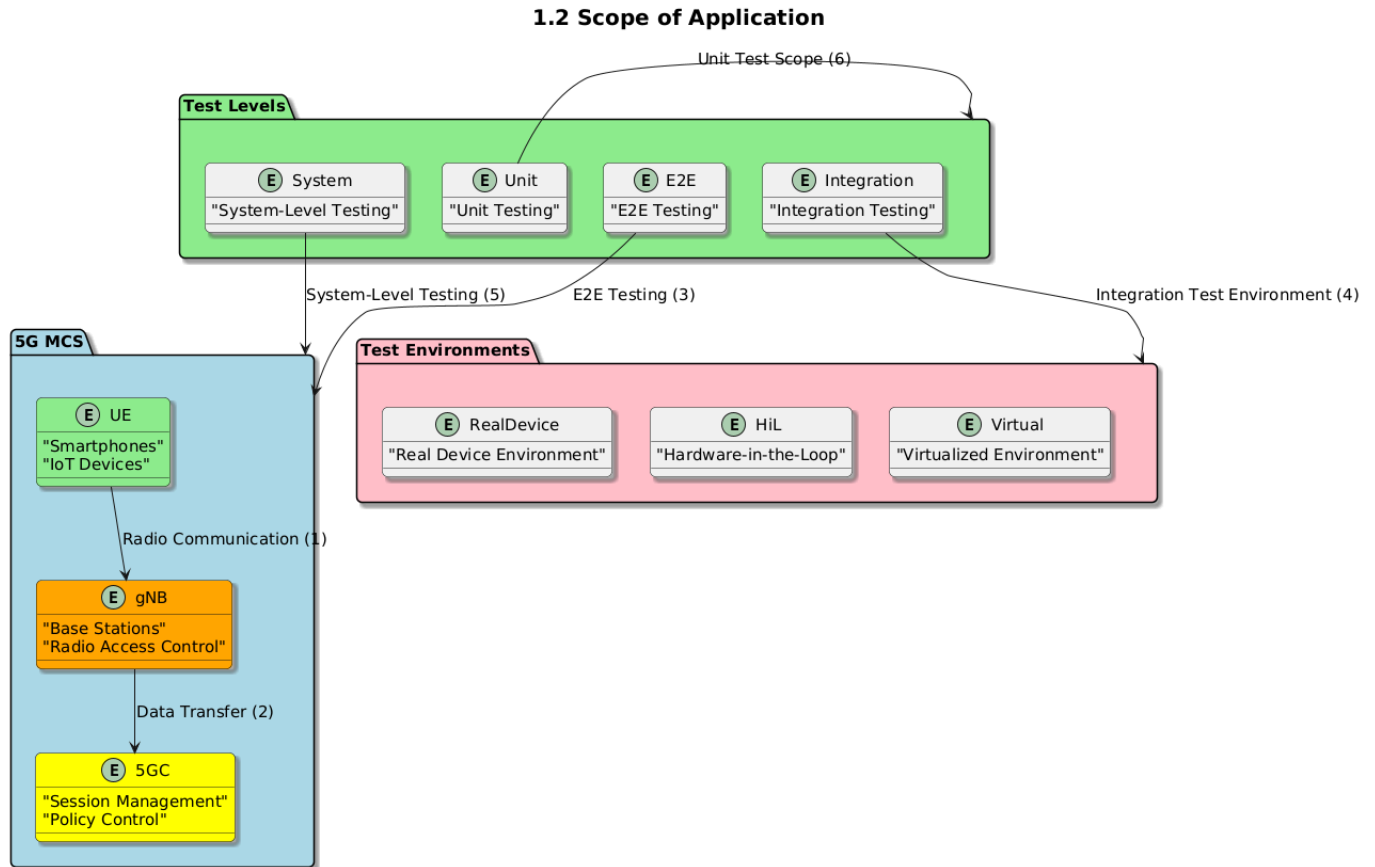 1.2 Scope of Application
Unit Test Scope (6)
Test Levels
E System
"System-Level Testing"
E Unit
"Unit Testing"
E E2E
"E2E Testing"
E Integration
"Integration Testing"
System-Level Testing (5)
E2E Testing (3)
Integration Test Environment (4)
5G MCS
E UE
"Smartphones"
"IoT Devices"
Radio Communication (1)
E gNB
"Base Stations"
"Radio Access Control"
Data Transfer (2)
E 5GC
"Session Management"
"Policy Control"
Test Environments
E RealDevice
"Real Device Environment"
E HiL
"Hardware-in-the-Loop"
E Virtual
"Virtualized Environment"